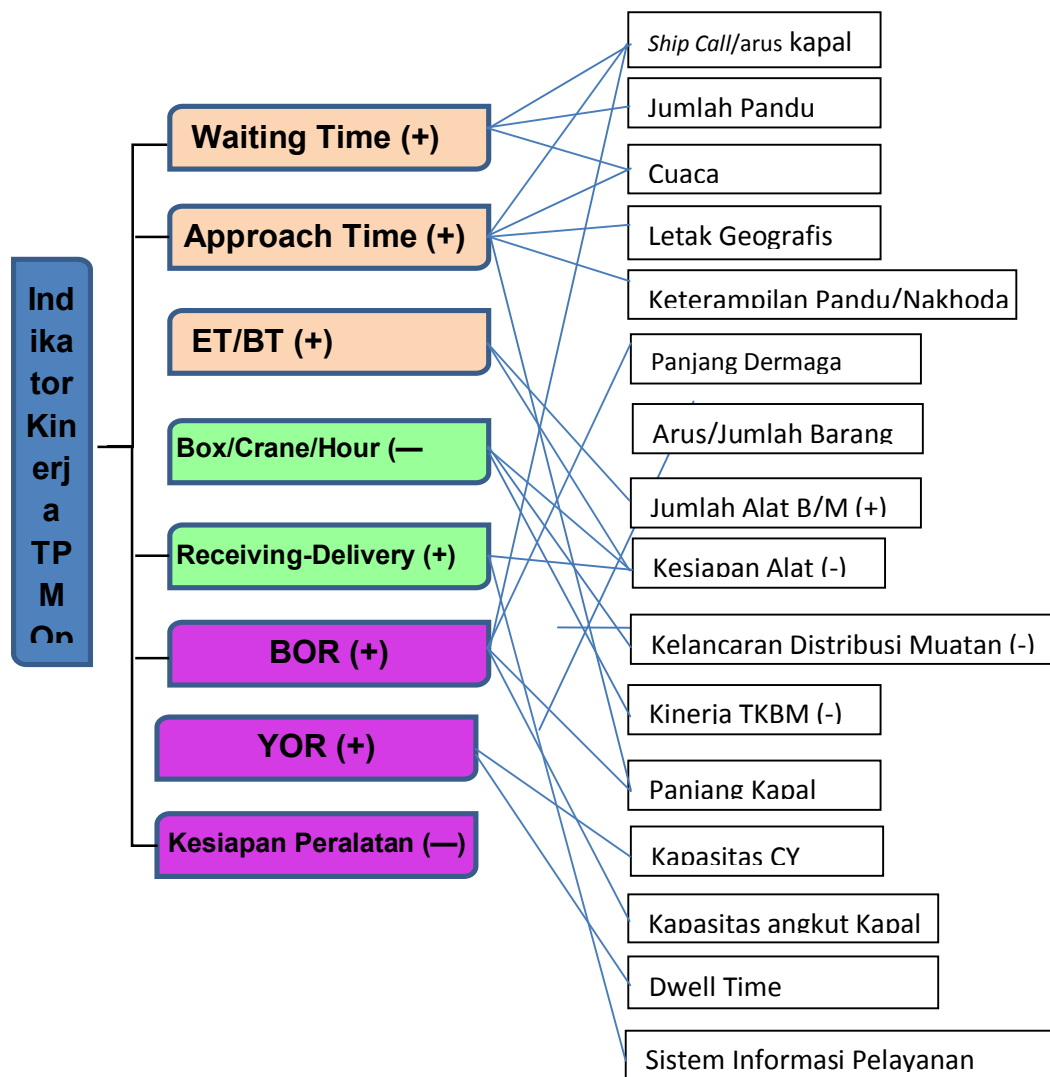 Ind
ika
tor
Kin
erj
a
TP
M
Op
Waiting Time (+)
Approach Time (+)
ET/BT (+)
Box/Crane/Hour (—
Receiving-Delivery (+)
BOR (+)
YOR (+)
Kesiapan Peralatan (—)
Ship Call/arus kapal
Jumlah Pandu
Cuaca
Letak Geografis
Keterampilan Pandu/Nakhoda
Panjang Dermaga
Arus/Jumlah Barang
Jumlah Alat B/M (+)
Kesiapan Alat (-)
Kelancaran Distribusi Muatan (-)
Kinerja TKBM (-)
Panjang Kapal
Kapasitas CY
Kapasitas angkut Kapal
Dwell Time
Sistem Informasi Pelayanan